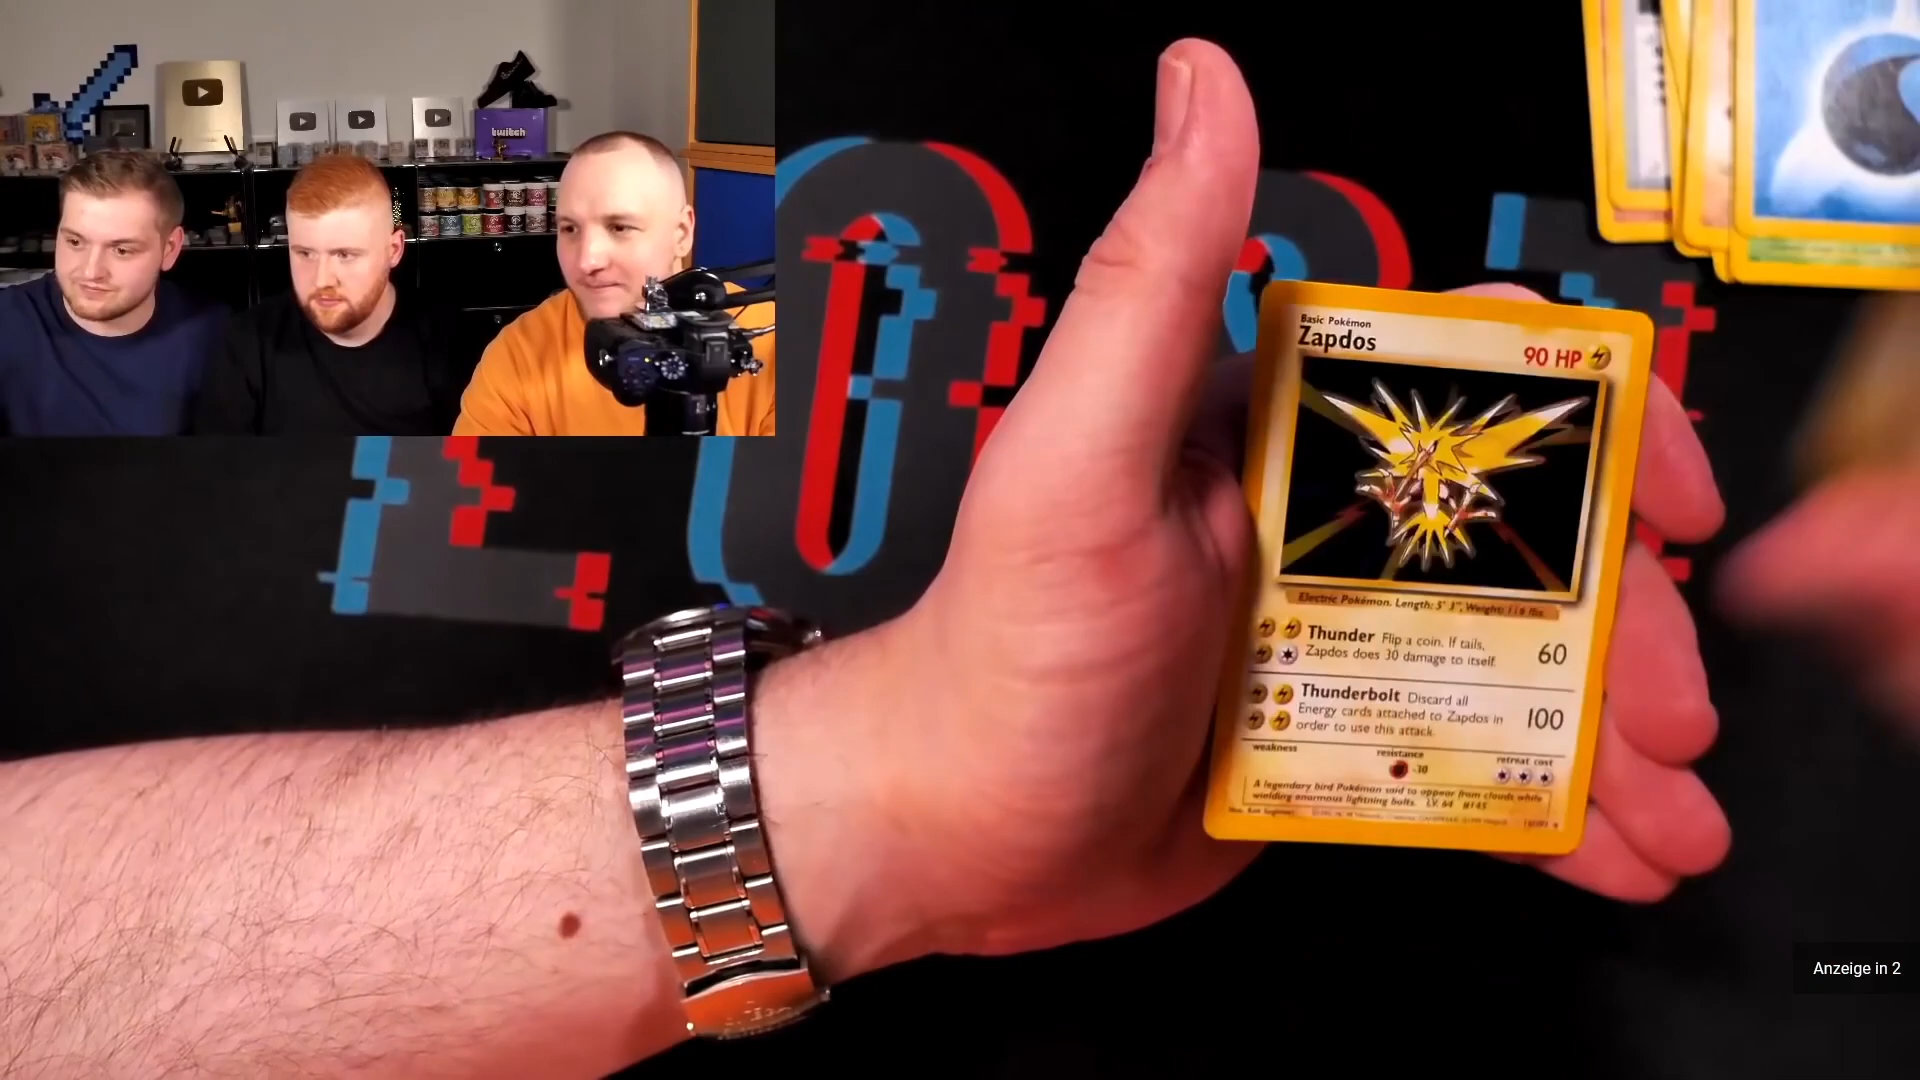 twitch
Basic Pokémon
Zapdos
90 HP
Electric Pokémon. Length: 5' 3", Weight: 116 lbs.
Thunder Flip a coin. If tails,
Zapdos does 30 damage to itself.
60
Thunderbolt Discard all
Energy cards attached to Zapdos in
order to use this attack.
100
weakness
resistance
retreat cost
-30
A legendary bird Pokémon said to appear from clouds while
wielding enormous lightning bolts. LV. 64 #145
Anzeige in 2